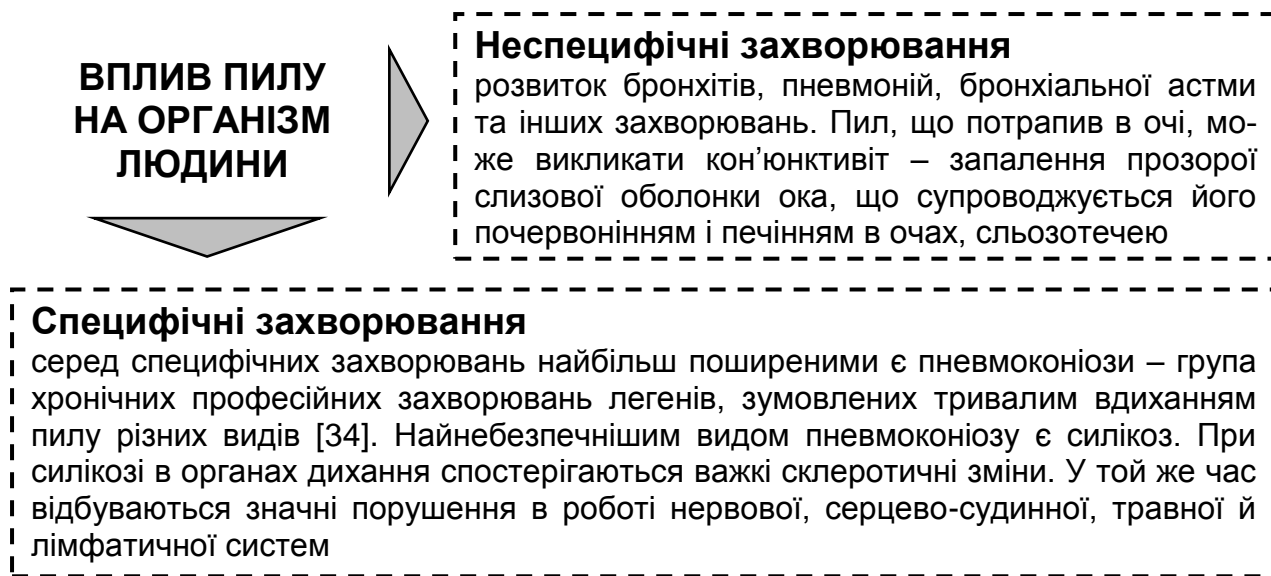 ВПЛИВ ПИЛУ
НА ОРГАНІЗМ
ЛЮДИНИ
Неспецифічні захворювання
розвиток бронхітів, пневмоній, бронхіальної астми
та інших захворювань. Пил, що потрапив в очі, мо-
же викликати кон’юнктивіт – запалення прозорої
слизової оболонки ока, що супроводжується його
почервонінням і печінням в очах, сльозотечею
Специфічні захворювання
серед специфічних захворювань найбільш поширеними є пневмоконіози – група
хронічних професійних захворювань легенів, зумовлених тривалим вдиханням
пилу різних видів [34]. Найнебезпечнішим видом пневмоконіозу є силікоз. При
силікозі в органах дихання спостерігаються важкі склеротичні зміни. У той же час
відбуваються значні порушення в роботі нервової, серцево-судинної, травної й
лімфатичної систем